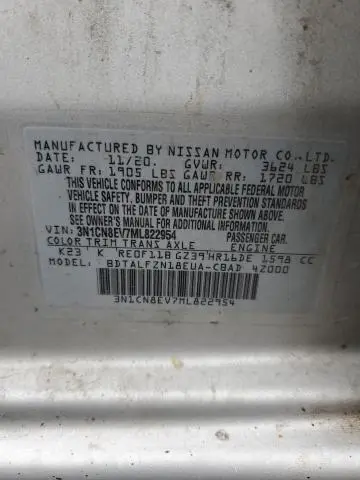 MANUFACTURED BY NISSAN MOTOR CO.,LTD.
DATE: 11/20. GVWR: 3624 LBS
GAWR FR: 1905 LBS GAWR RR: 1720 LBS
THIS VEHICLE CONFORMS TO ALL APPLICABLE FEDERAL MOTOR
VEHICLE SAFETY, BUMPER AND THEFT PREVENTION STANDARDS IN
EFFECT ON THE DATE OF MANUFACTURE SHOWN ABOVE.
SEE OWNER'S MANUAL FOR ADDITIONAL INFORMATION.
VIN: 3N1CN8EV7ML822954 PASSENGER CAR.
COLOR TRIM TRANS AXLE ENGINE
K23 K RE0F11B GZ39 HR16DE 1598 CC
MODEL: BDTALFZN18EUA-CBAD 4Z000
3N1CN8EV7ML822954